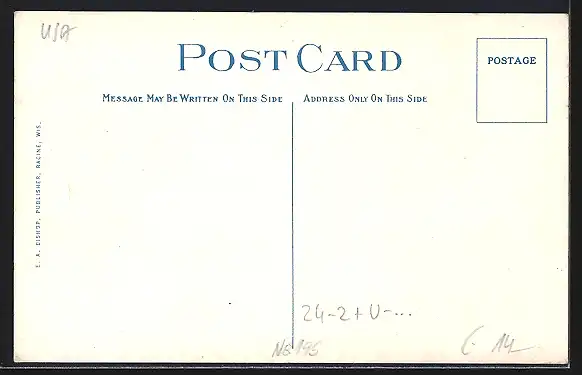 USA
POST CARD
POSTAGE
MESSAGE MAY BE WRITTEN ON THIS SIDE
ADDRESS ONLY ON THIS SIDE
E. A. BISHOP, PUBLISHER, RACINE, WIS.
24-2+U-...
195
14